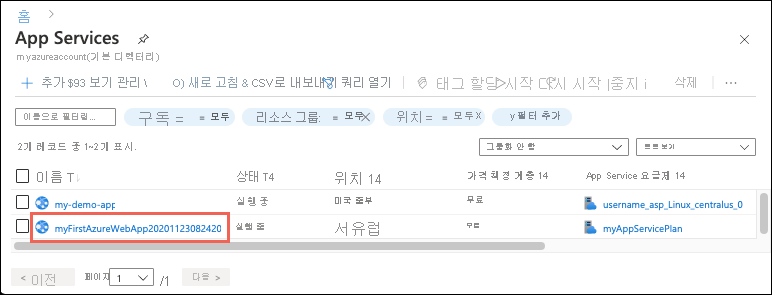 홈 >
App Services
myazureaccount(기본 디렉터리)
+ 추가 $93 보기 관리 \ O) 새로 고침 & CSV로 내보내기 쿼리 열기 태그 할당 ▷시작 다시 시작 중지 i 삭제 ...
이름으로 필터링... 구독 = = 모두 리소스 그룹: = 모두X 위치 = = 모두 X y 필터 추가
2개 레코드 중 1~2개 표시.
그룹화 안 함
이름 T↓ 상태 T4 위치 14 가격 책정 계층 14 App Service 요금제 14
my-demo-app 실행 중 미국 중부 무료 username_asp_Linux_centralus_0
myFirstAzureWebApp20201123082420 실행 중 서유럽 무료 myAppServicePlan
< 이전 페이지 1 /1 다음 >